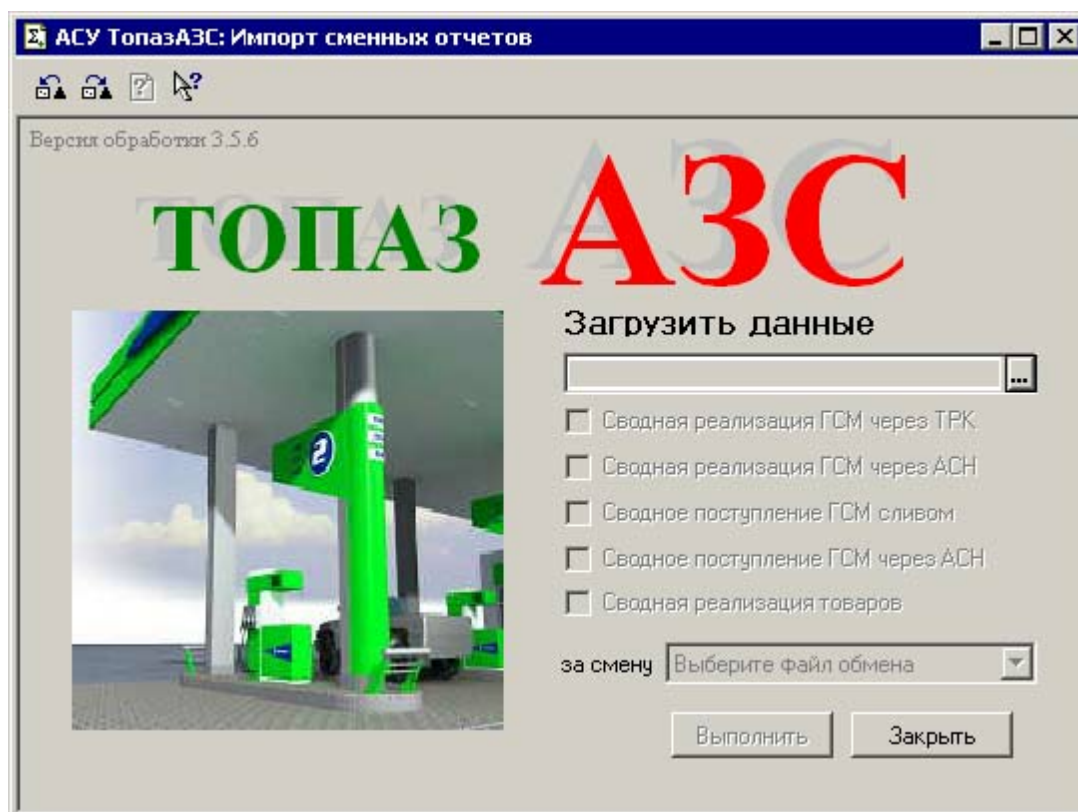 АСУ ТопазАЗС: Импорт сменных отчетов
Версия обработки 3.5.6
ТОПАЗ АЗС
Загрузить данные
...
Сводная реализация ГСМ через ТРК
Сводная реализация ГСМ через АСН
Сводное поступление ГСМ сливом
Сводное поступление ГСМ через АСН
Сводная реализация товаров
2
за смену Выберите файл обмена
Выполнить Закрыть